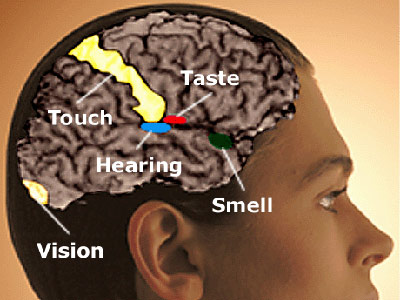 Taste
Touch
Hearing
Smell
Vision